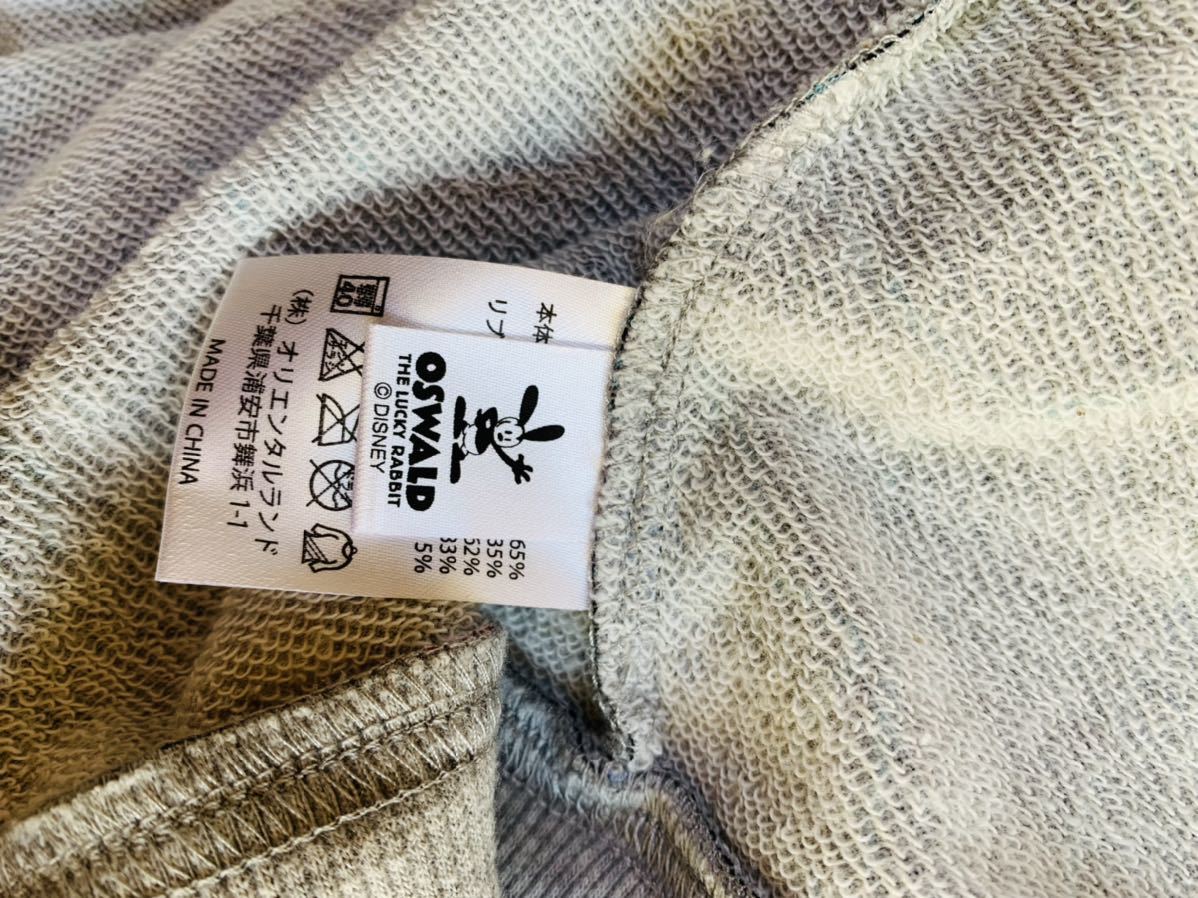 本体
リブ
65%
35%
62%
33%
5%
OSWALD
THE LUCKY RABBIT
©DISNEY
40
(株) オリエンタルランド
千葉県浦安市舞浜 1-1
MADE IN CHINA